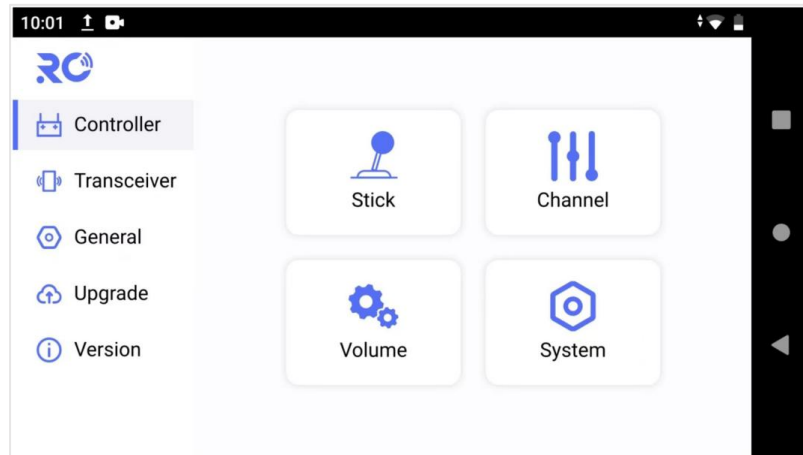 10:01
RC
Controller
Transceiver
General
Upgrade
Version
Stick
Channel
Volume
System